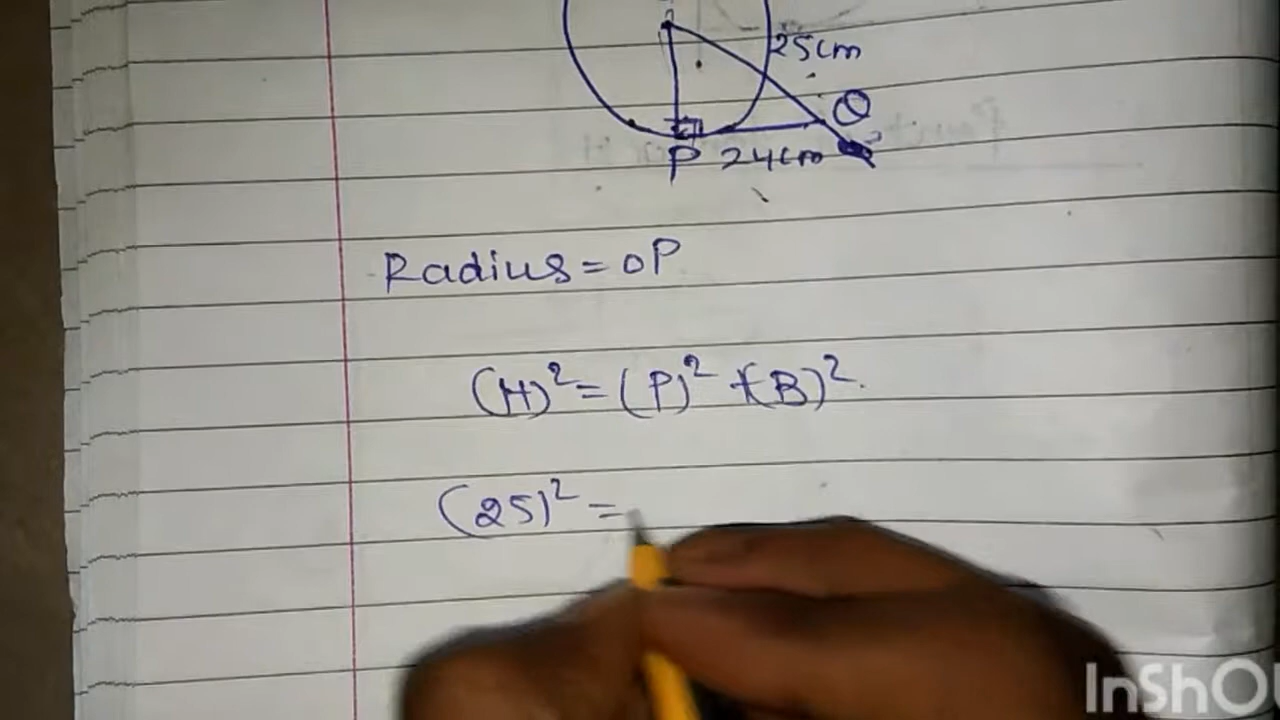 25cm
Q
P 24cm
Radius = OP
(H)² = (P)² + (B)².
(25)² =
InShO